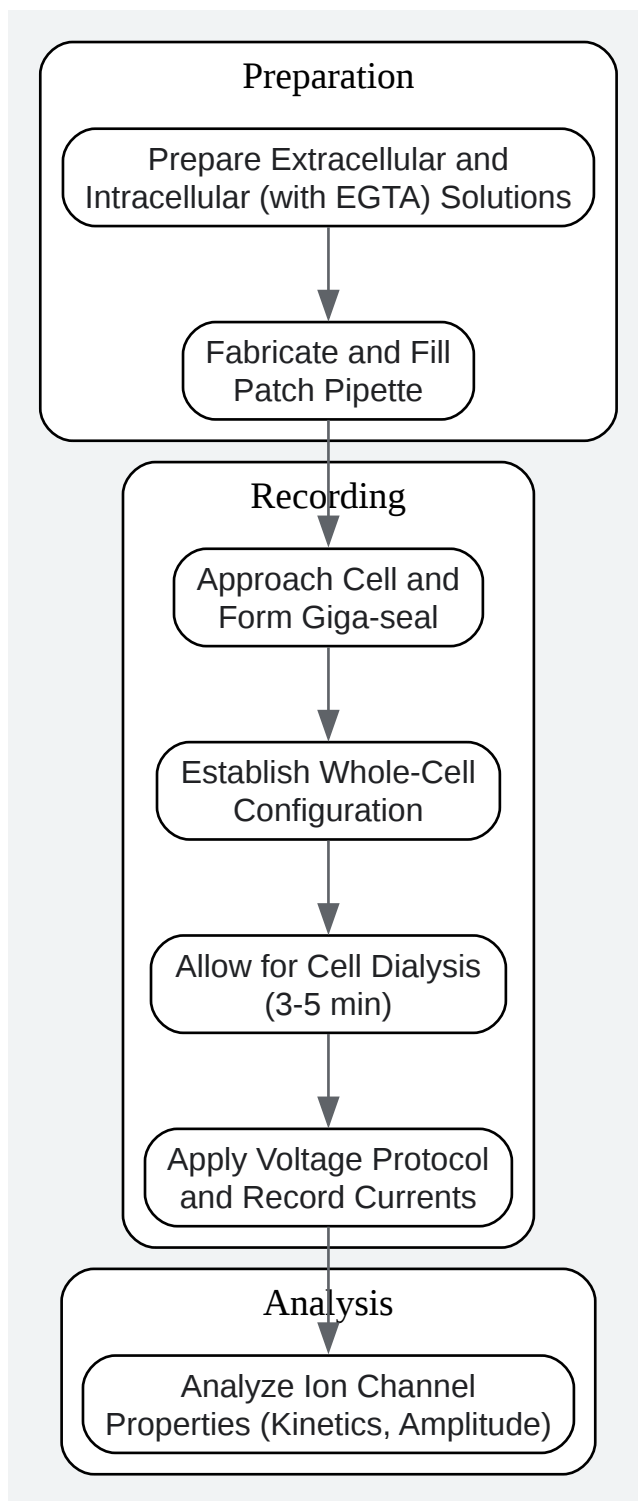 Preparation
Prepare Extracellular and
Intracellular (with EGTA) Solutions
Fabricate and Fill
Patch Pipette
Recording
Approach Cell and
Form Giga-seal
Establish Whole-Cell
Configuration
Allow for Cell Dialysis
(3-5 min)
Apply Voltage Protocol
and Record Currents
Analysis
Analyze Ion Channel
Properties (Kinetics, Amplitude)